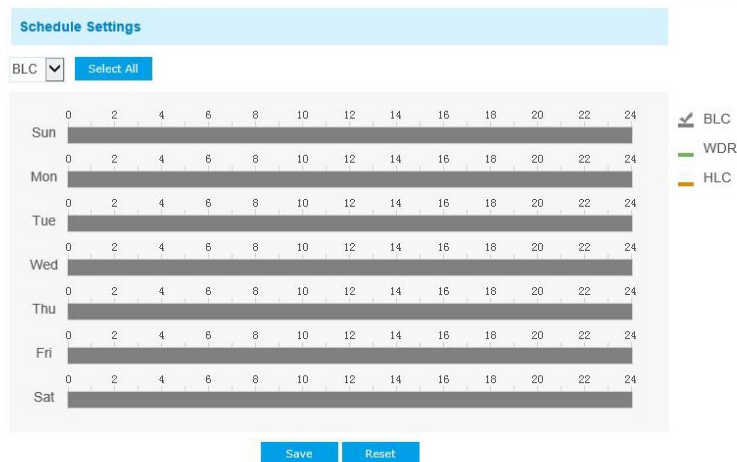 Schedule Settings
BLC Select All
0 2 4 6 8 10 12 14 16 18 20 22 24
Sun
0 2 4 6 8 10 12 14 16 18 20 22 24
Mon
0 2 4 6 8 10 12 14 16 18 20 22 24
Tue
0 2 4 6 8 10 12 14 16 18 20 22 24
Wed
0 2 4 6 8 10 12 14 16 18 20 22 24
Thu
0 2 4 6 8 10 12 14 16 18 20 22 24
Fri
0 2 4 6 8 10 12 14 16 18 20 22 24
Sat
BLC
WDR
HLC
Save Reset